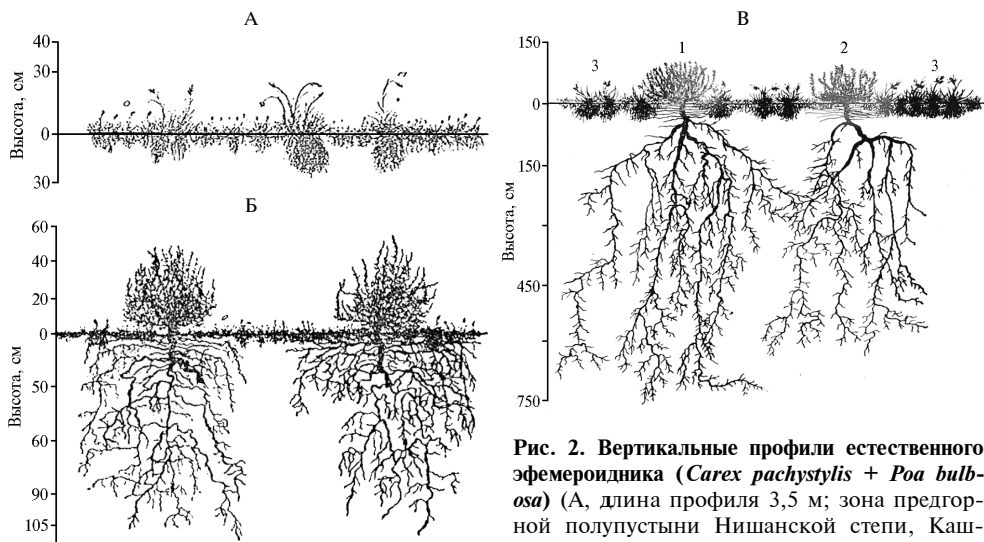 А
40
30
0
30
Высота, см
Б
60
40
20
0
50
60
90
105
Высота, см
В
150
0
150
450
750
Высота, см
1
2
3
3
Рис. 2. Вертикальные профили естественного
эфемероидника (Carex pachystylis + Poa bulb-
osa) (А, длина профиля 3,5 м; зона предгор-
ной полупустыни Нишанской степи, Каш-